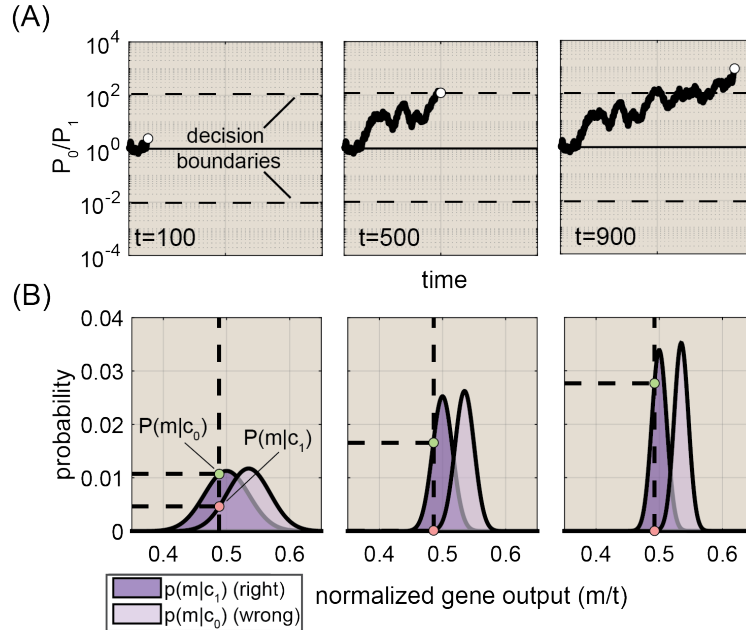 (A)
10^4
10^2
10^0
10^-2
10^-4
P_0/P_1
decision
boundaries
t=100
t=500
t=900
time
(B)
0.04
0.03
0.02
0.01
0
probability
P(m|c_0)
P(m|c_1)
0.4 0.5 0.6
0.4 0.5 0.6
0.4 0.5 0.6
normalized gene output (m/t)
p(m|c_1) (right)
p(m|c_0) (wrong)